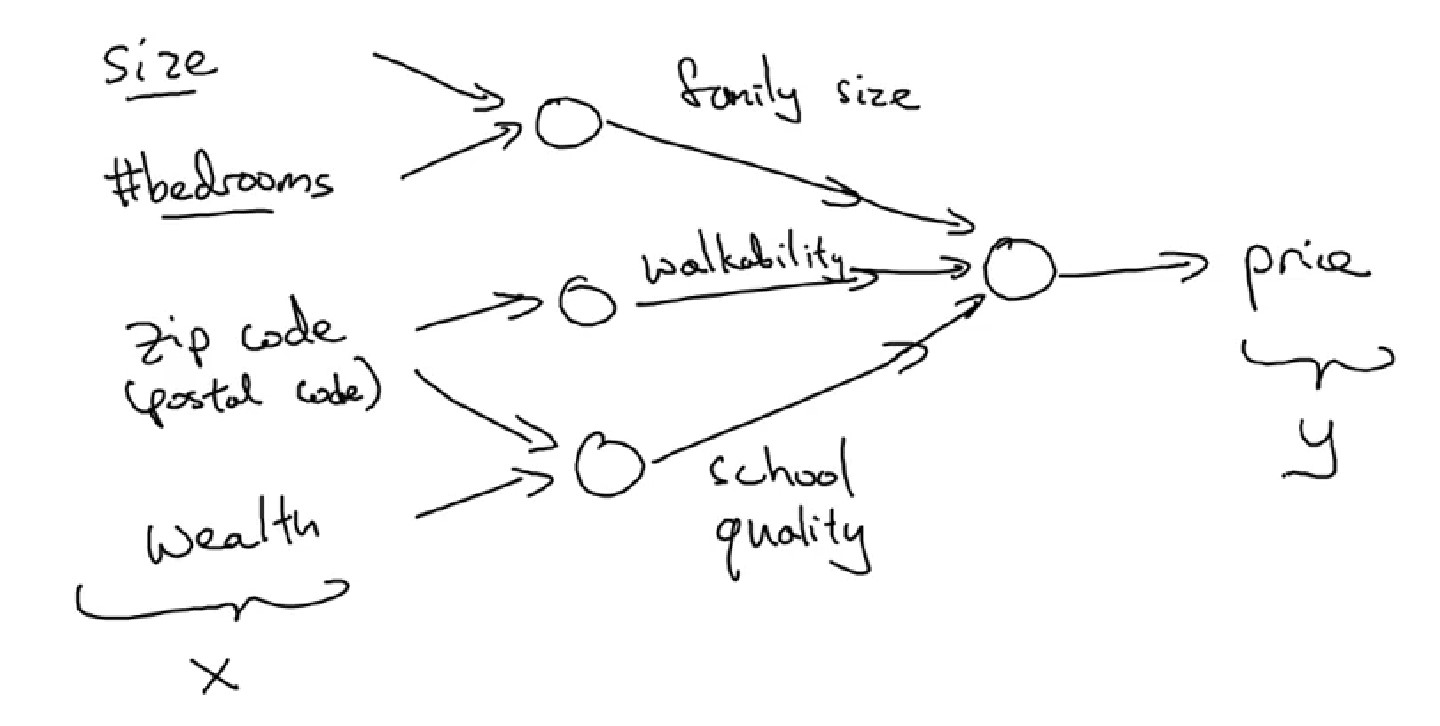 size
family size
#bedrooms
walkability
price
zip code
(postal code)
y
school
quality
wealth
x